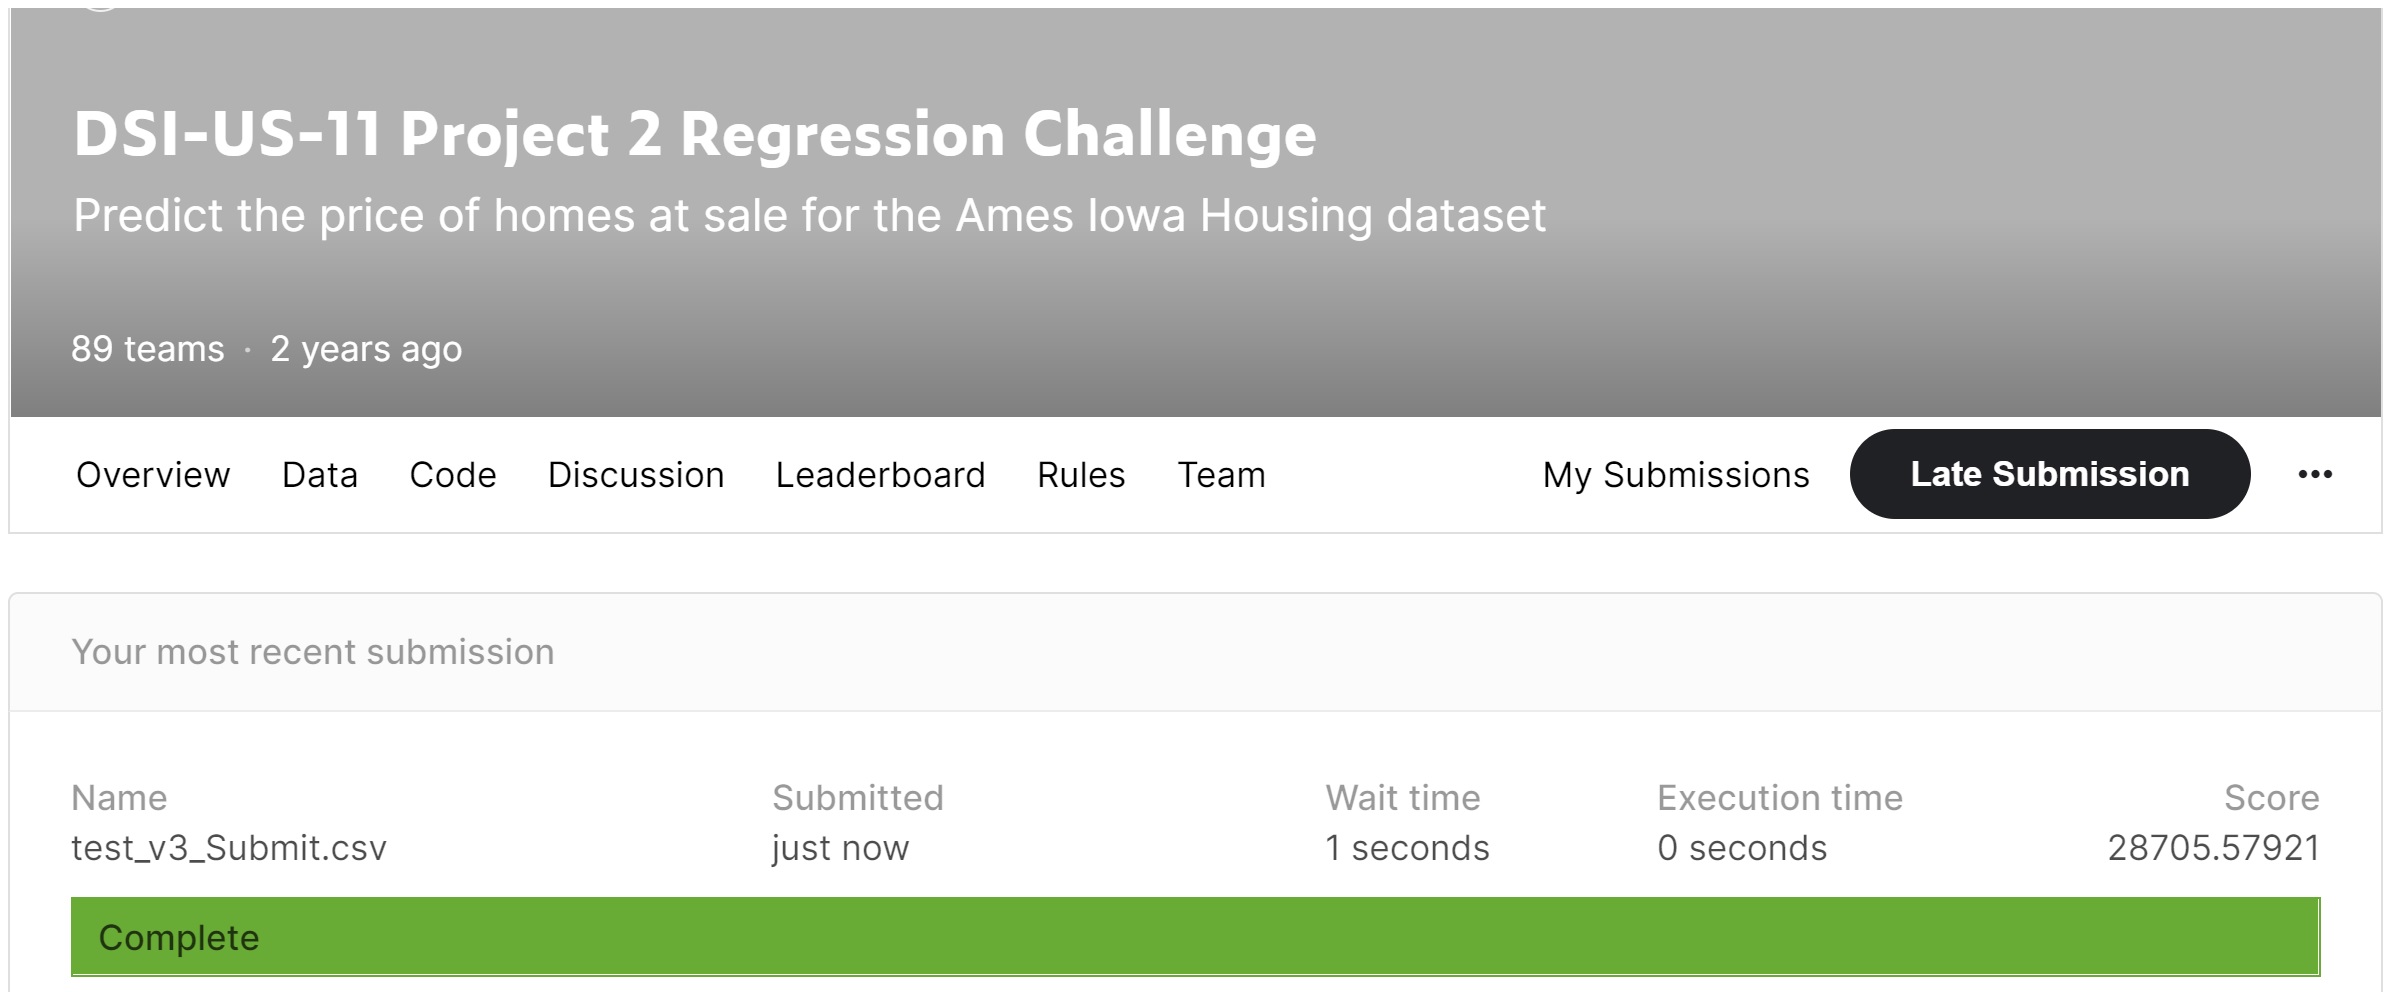 DSI-US-11 Project 2 Regression Challenge
Predict the price of homes at sale for the Ames Iowa Housing dataset
89 teams · 2 years ago
Overview Data Code Discussion Leaderboard Rules Team My Submissions Late Submission •••
Your most recent submission
Name Submitted Wait time Execution time Score
test_v3_Submit.csv just now 1 seconds 0 seconds 28705.57921
Complete